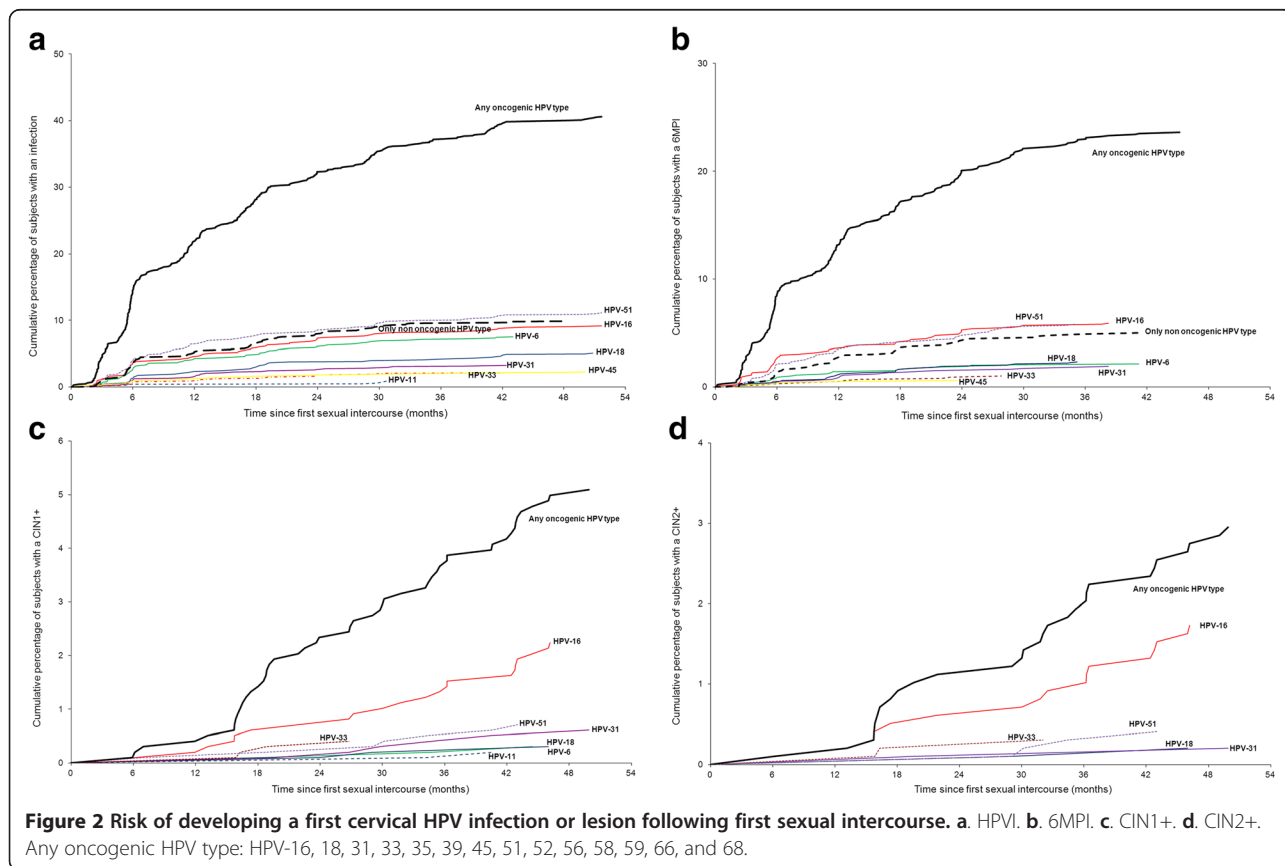 a
Cumulative percentage of subjects with an infection
50
40
30
20
10
0
Any oncogenic HPV type
HPV-51
Only non oncogenic HPV type
HPV-16
HPV-6
HPV-18
HPV-31
HPV-33
HPV-45
HPV-11
0 6 12 18 24 30 36 42 48 54
Time since first sexual intercourse (months)
b
Cumulative percentage of subjects with a 6MPI
30
20
10
0
Any oncogenic HPV type
HPV-51
HPV-16
Only non oncogenic HPV type
HPV-18
HPV-6
HPV-31
HPV-33
HPV-45
0 6 12 18 24 30 36 42 48 54
Time since first sexual intercourse (months)
c
Cumulative percentage of subjects with a CIN1+
6
5
4
3
2
1
0
Any oncogenic HPV type
HPV-16
HPV-51
HPV-31
HPV-33
HPV-18
HPV-6
HPV-11
0 6 12 18 24 30 36 42 48 54
Time since first sexual intercourse (months)
d
Cumulative percentage of subjects with a CIN2+
4
3
2
1
0
Any oncogenic HPV type
HPV-16
HPV-51
HPV-33
HPV-18
HPV-31
0 6 12 18 24 30 36 42 48 54
Time since first sexual intercourse (months)
Figure 2 Risk of developing a first cervical HPV infection or lesion following first sexual intercourse. a. HPVI. b. 6MPI. c. CIN1+. d. CIN2+.
Any oncogenic HPV type: HPV-16, 18, 31, 33, 35, 39, 45, 51, 52, 56, 58, 59, 66, and 68.